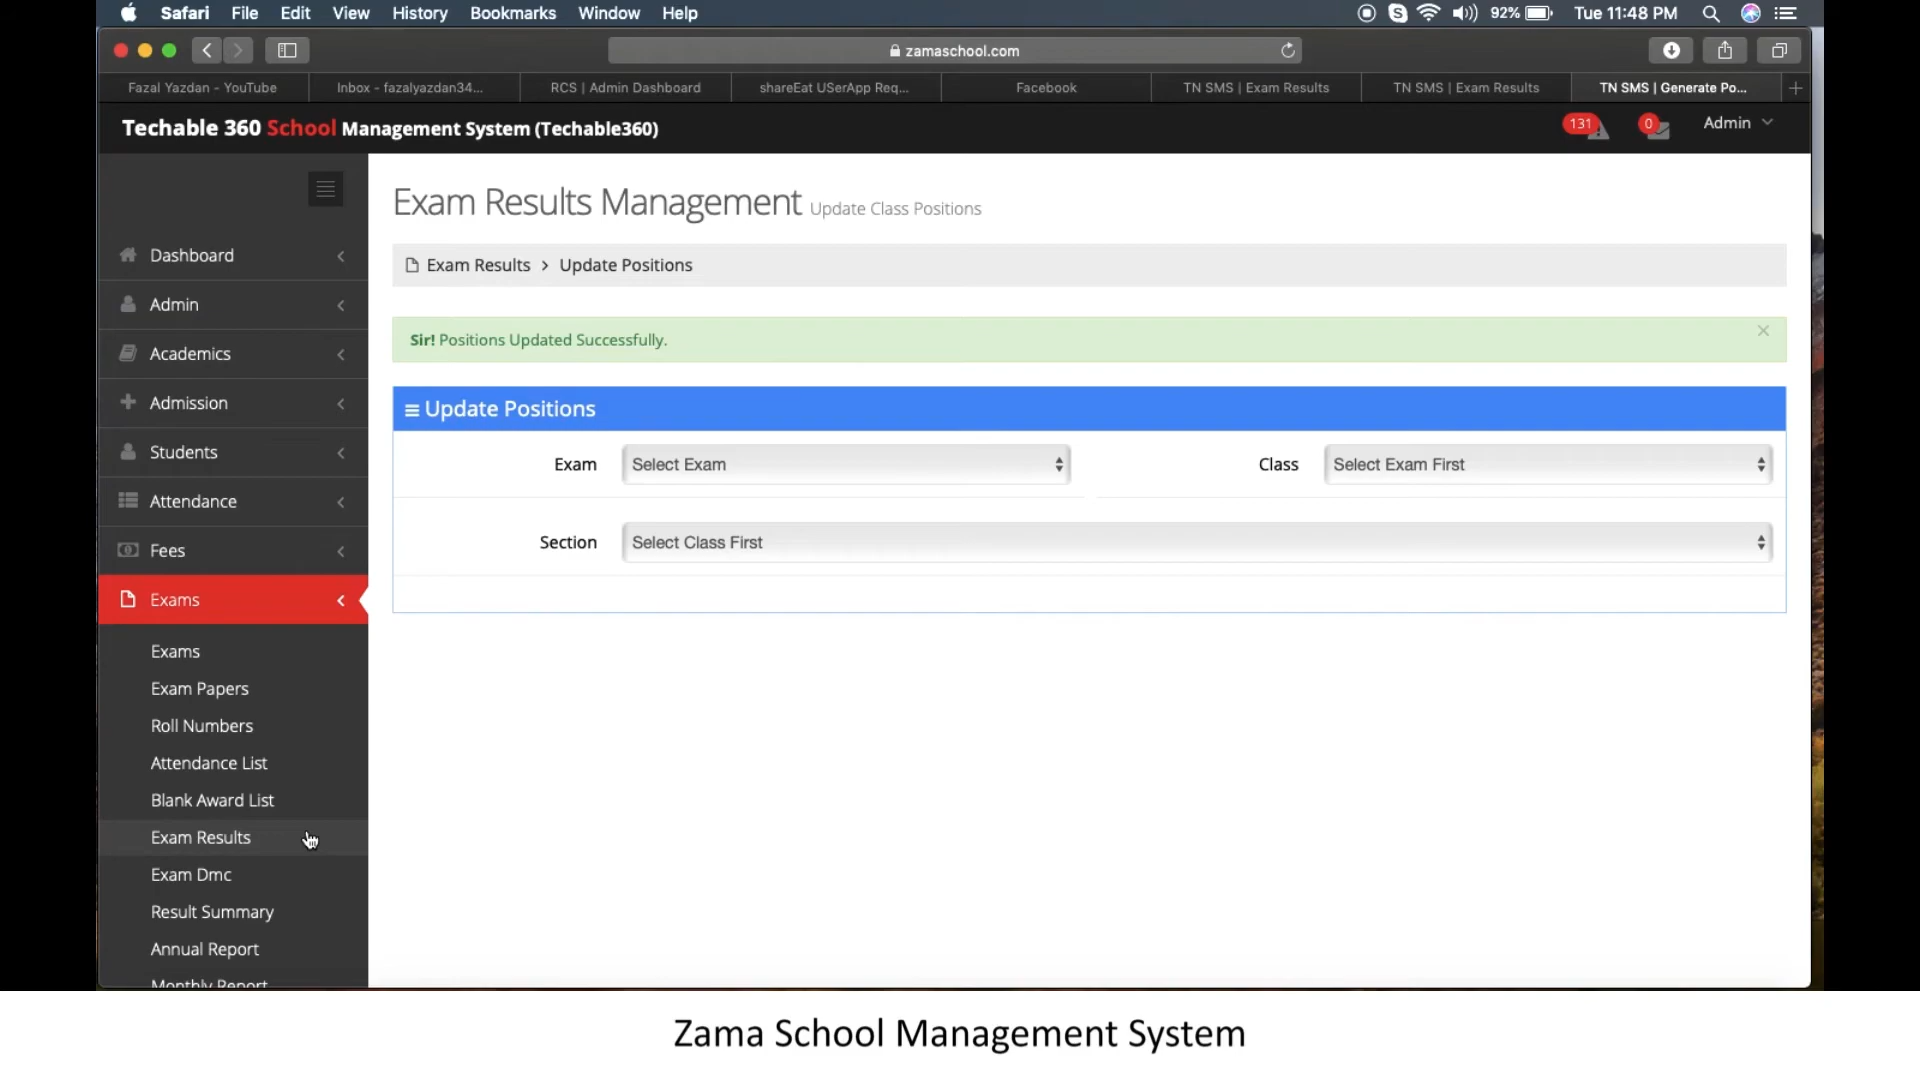 Safari File Edit View History Bookmarks Window Help 92% Tue 11:48 PM
zamaschool.com
Fazal Yazdan - YouTube Inbox - fazalyazdan34... RCS | Admin Dashboard shareEat USerApp Req... Facebook TN SMS | Exam Results TN SMS | Exam Results TN SMS | Generate Po...
Techable 360 School Management System (Techable360) 131 0 Admin
Exam Results Management Update Class Positions
Exam Results > Update Positions
Sir! Positions Updated Successfully.
Update Positions
Exam Select Exam Class Select Exam First
Section Select Class First
Dashboard
Admin
Academics
Admission
Students
Attendance
Fees
Exams
Exams
Exam Papers
Roll Numbers
Attendance List
Blank Award List
Exam Results
Exam Dmc
Result Summary
Annual Report
Monthly Report
Zama School Management System